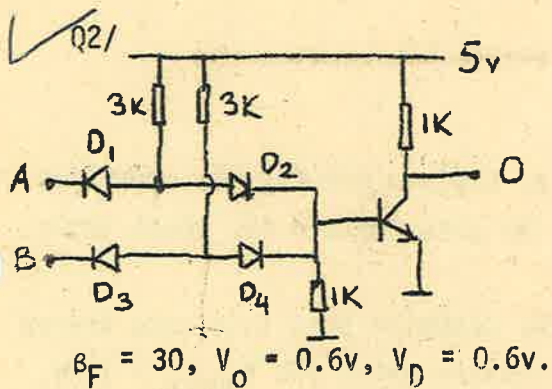 Q2/
5v
3K
3K
1K
D1
D2
A
O
B
D3
D4
1K
βF = 30, VO = 0.6v, VD = 0.6v.